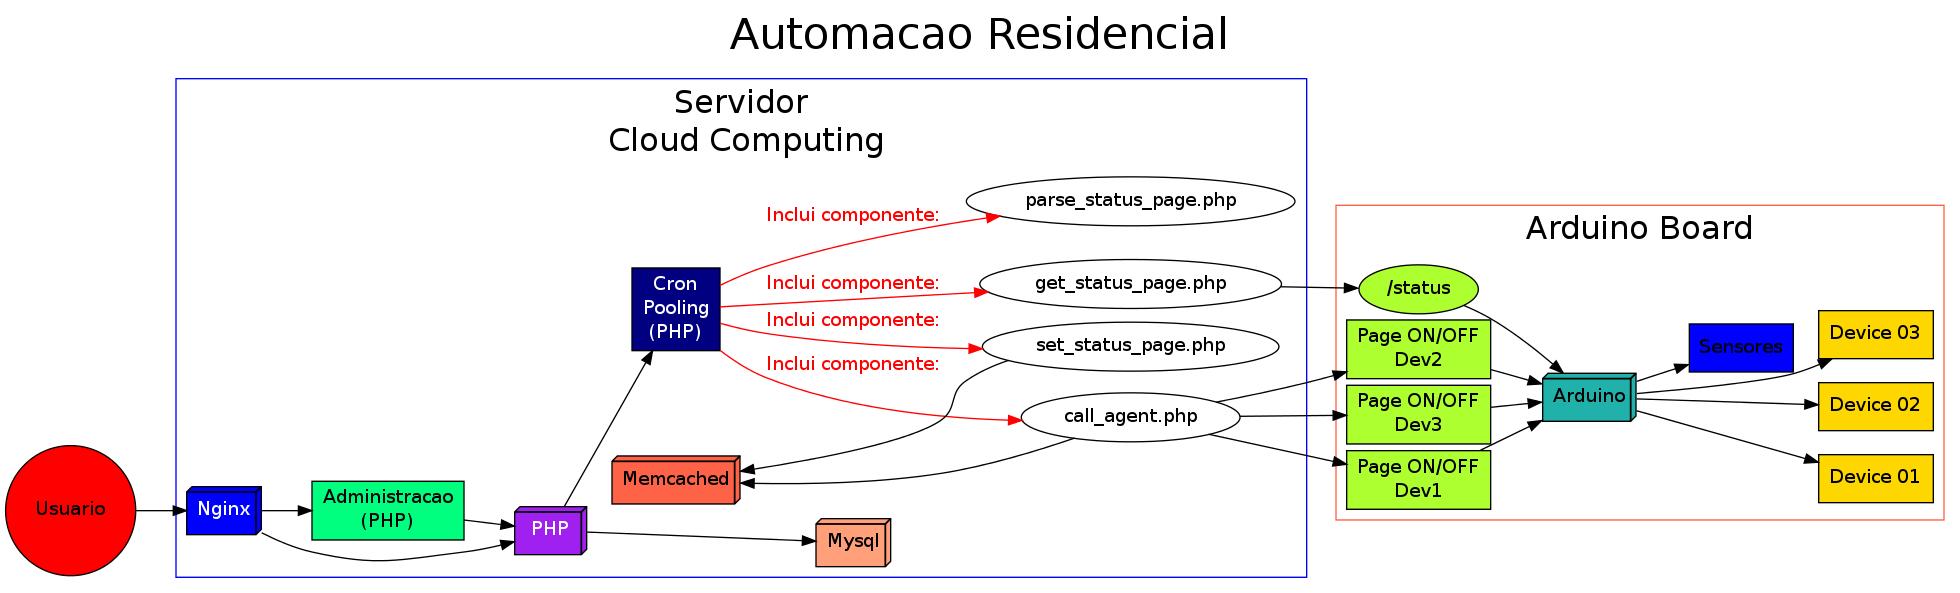 Automacao Residencial
Servidor
Cloud Computing
parse_status_page.php
Inclui componente:
Arduino Board
Cron
Pooling
(PHP)
Inclui componente:
get_status_page.php
/status
Inclui componente:
set_status_page.php
Page ON/OFF
Dev2
Sensores
Device 03
Inclui componente:
call_agent.php
Page ON/OFF
Dev3
Arduino
Device 02
Memcached
Page ON/OFF
Dev1
Device 01
Usuario
Nginx
Administracao
(PHP)
PHP
Mysql